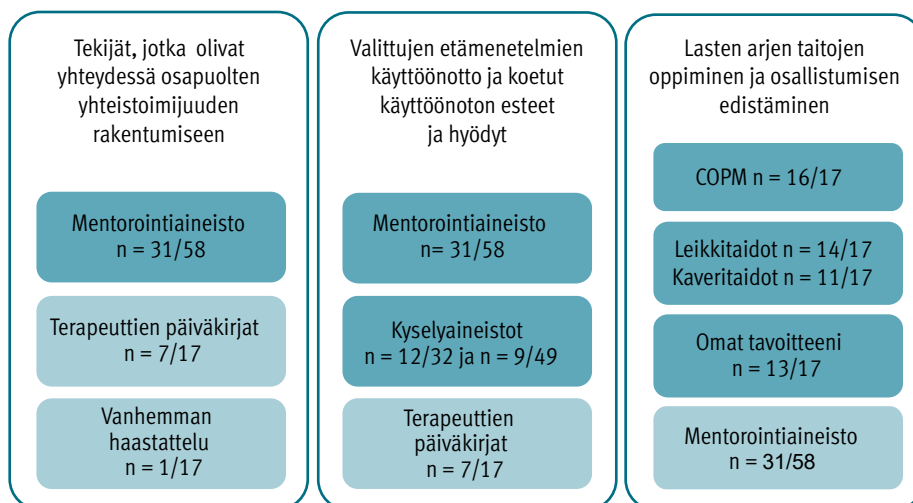 Tekijät, jotka olivat
yhteydessä osapuolten
yhteistoimijuuden
rakentumiseen
Mentorointiaineisto
n = 31/58
Terapeuttien päiväkirjat
n = 7/17
Vanhemman
haastattelu
n = 1/17
Valittujen etämenetelmien
käyttöönotto ja koetut
käyttöönoton esteet
ja hyödyt
Mentorointiaineisto
n= 31/58
Kyselyaineistot
n = 12/32 ja n = 9/49
Terapeuttien
päiväkirjat
n = 7/17
Lasten arjen taitojen
oppiminen ja osallistumisen
edistäminen
COPM n = 16/17
Leikkitaidot n = 14/17
Kaveritaidot n = 11/17
Omat tavoitteeni
n = 13/17
Mentorointiaineisto
n = 31/58